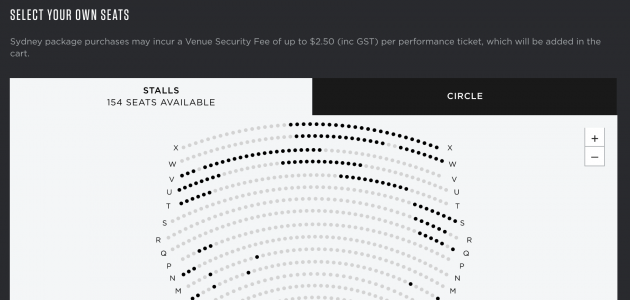 SELECT YOUR OWN SEATS
Sydney package purchases may incur a Venue Security Fee of up to $2.50 (inc GST) per performance ticket, which will be added in the
cart.
STALLS
154 SEATS AVAILABLE
CIRCLE
+
–
X X
W W
V V
U U
T T
S S
R R
Q Q
P P
N N
M M